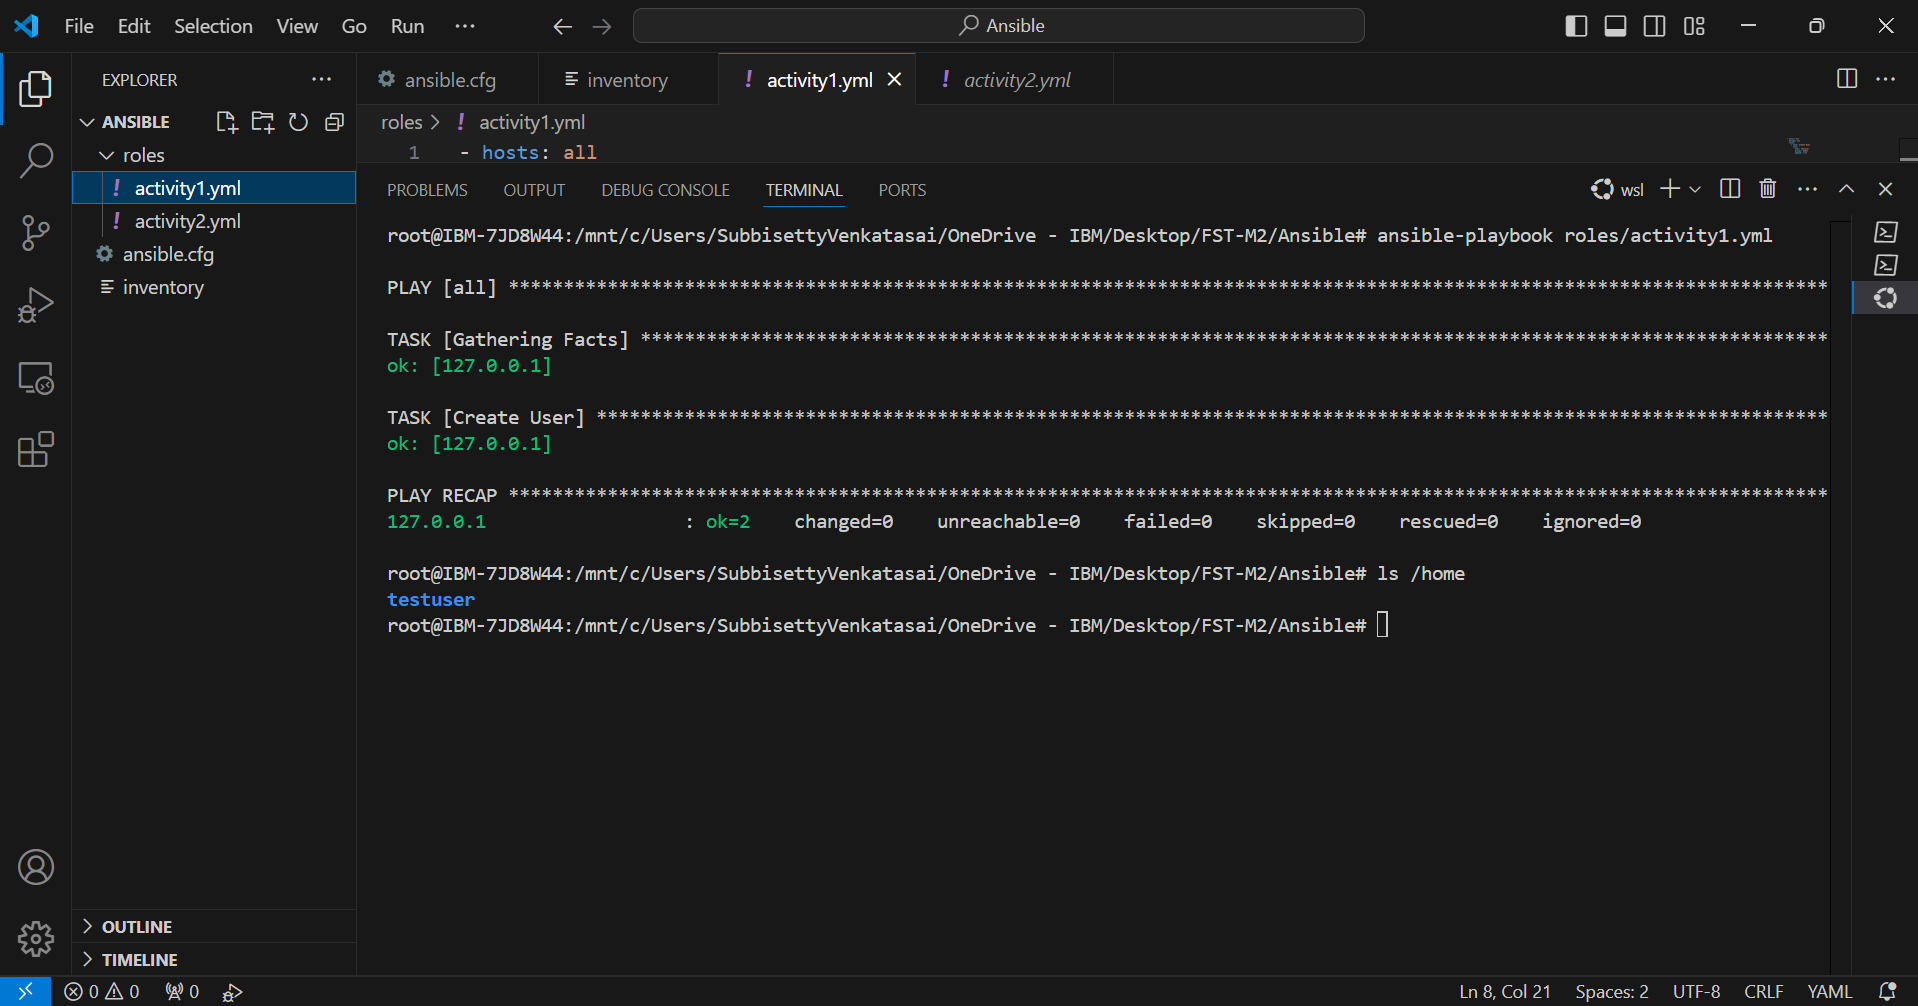 File Edit Selection View Go Run ··· Ansible
EXPLORER ···
ansible.cfg inventory ! activity1.yml ! activity2.yml ···
ANSIBLE
roles
! activity1.yml
! activity2.yml
ansible.cfg
inventory
roles > ! activity1.yml
1 - hosts: all
PROBLEMS OUTPUT DEBUG CONSOLE TERMINAL PORTS wsl ···
root@IBM-7JD8W44:/mnt/c/Users/SubbisettyVenkatasai/OneDrive - IBM/Desktop/FST-M2/Ansible# ansible-playbook roles/activity1.yml
PLAY [all] ************************************************************************************************************************
TASK [Gathering Facts] ************************************************************************************************************
ok: [127.0.0.1]
TASK [Create User] ****************************************************************************************************************
ok: [127.0.0.1]
PLAY RECAP ************************************************************************************************************************
127.0.0.1 : ok=2 changed=0 unreachable=0 failed=0 skipped=0 rescued=0 ignored=0
root@IBM-7JD8W44:/mnt/c/Users/SubbisettyVenkatasai/OneDrive - IBM/Desktop/FST-M2/Ansible# ls /home
testuser
root@IBM-7JD8W44:/mnt/c/Users/SubbisettyVenkatasai/OneDrive - IBM/Desktop/FST-M2/Ansible#
OUTLINE
TIMELINE
0 0 0 Ln 8, Col 21 Spaces: 2 UTF-8 CRLF YAML